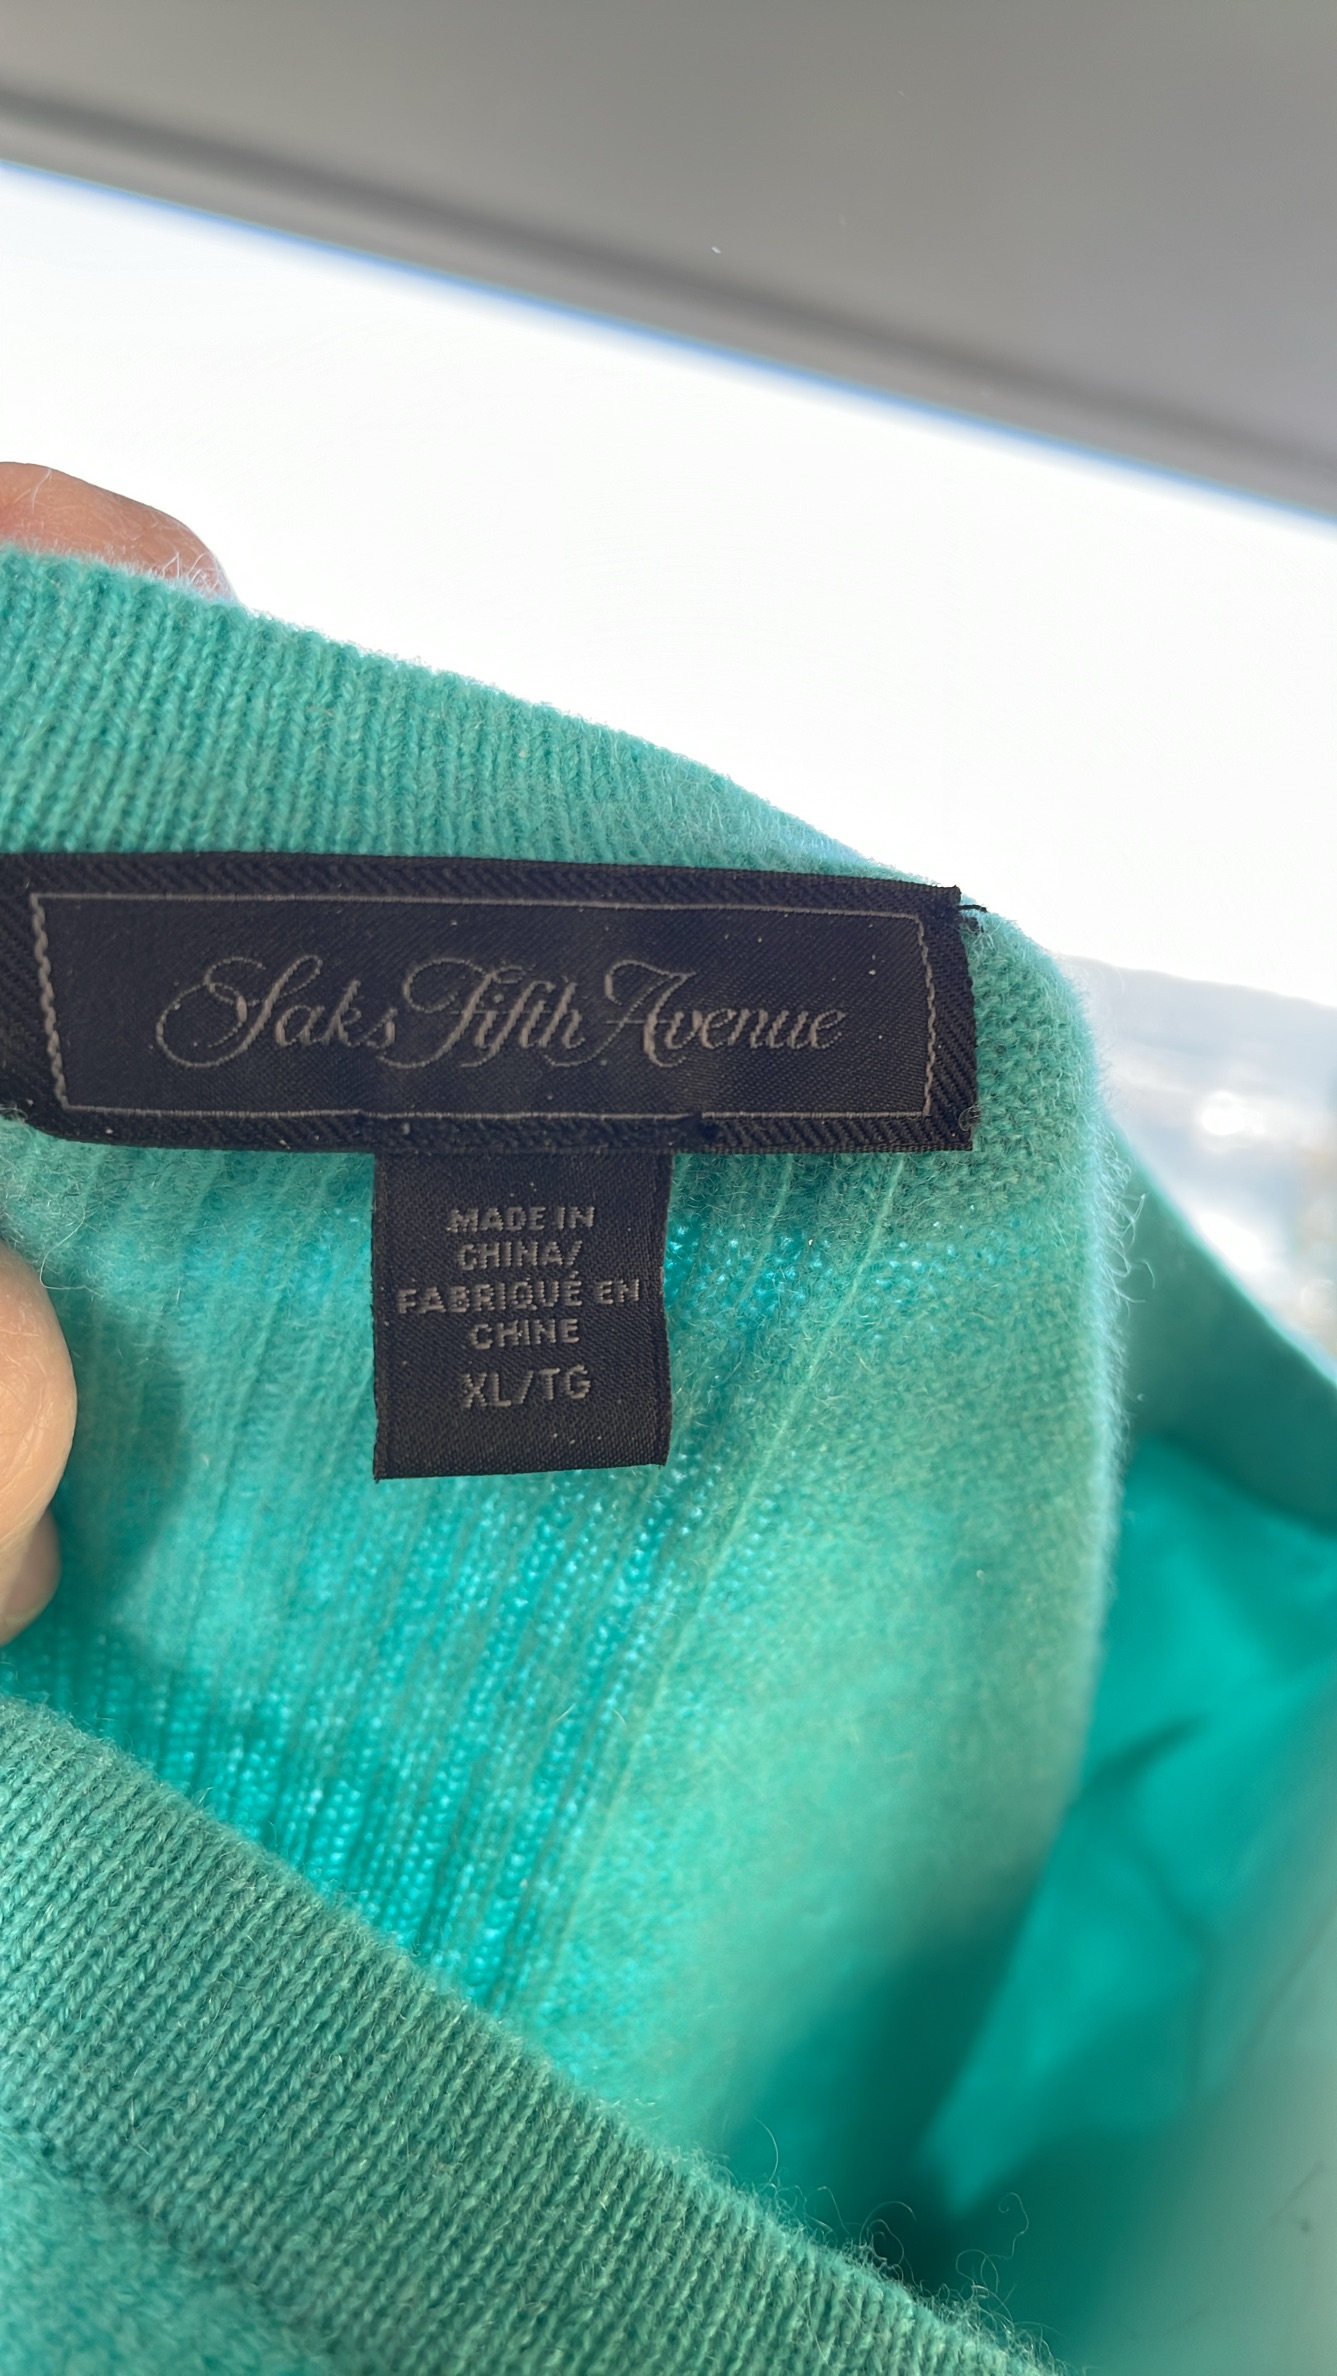 Saks Fifth Avenue
MADE IN
CHINA/
FABRIQUÉ EN
CHINE
XL/TG